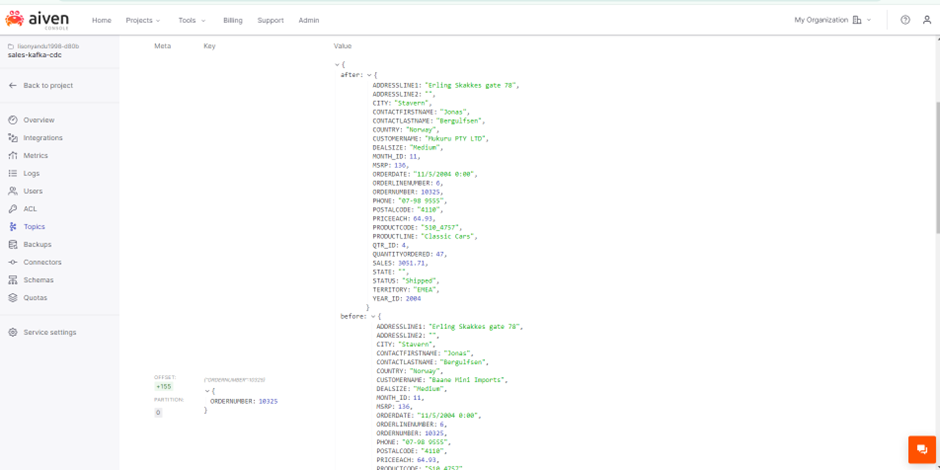 aiven
CONSOLE
Home
Projects
Tools
Billing
Support
Admin
My Organization
sales-kafka-cdc
Back to project
Overview
Integrations
Metrics
Logs
Users
ACL
Topics
Backups
Connectors
Schemas
Quotas
Service settings
Meta
Key
Value
{
after: {
ADDRESSLINE1: "Erling Skakkes gate 78",
ADDRESSLINE2: "",
CITY: "Stavern",
CONTACTFIRSTNAME: "Jonas",
CONTACTLASTNAME: "Bergulfsen",
COUNTRY: "Norway",
CUSTOMERNAME: "Mukuru PTY LTD",
DEALSIZE: "Medium",
MONTH_ID: 11,
MSRP: 136,
ORDERDATE: "11/5/2004 0:00",
ORDERLINENUMBER: 6,
ORDERNUMBER: 10325,
PHONE: "07-98 9555",
POSTALCODE: "4110",
PRICEEACH: 64.93,
PRODUCTCODE: "S10_4757",
PRODUCTLINE: "Classic Cars",
QTR_ID: 4,
QUANTITYORDERED: 47,
SALES: 3051.71,
STATE: "",
STATUS: "Shipped",
TERRITORY: "EMEA",
YEAR_ID: 2004
}
before: {
ADDRESSLINE1: "Erling Skakkes gate 78",
ADDRESSLINE2: "",
CITY: "Stavern",
CONTACTFIRSTNAME: "Jonas",
CONTACTLASTNAME: "Bergulfsen",
COUNTRY: "Norway",
CUSTOMERNAME: "Baane Mini Imports",
DEALSIZE: "Medium",
MONTH_ID: 11,
MSRP: 136,
ORDERDATE: "11/5/2004 0:00",
ORDERLINENUMBER: 6,
ORDERNUMBER: 10325,
PHONE: "07-98 9555",
POSTALCODE: "4110",
PRICEEACH: 64.93,
PRODUCTCODE: "S10_4757"
OFFSET:
+155
PARTITION:
0
{"ORDERNUMBER":10325}
{
ORDERNUMBER: 10325
}